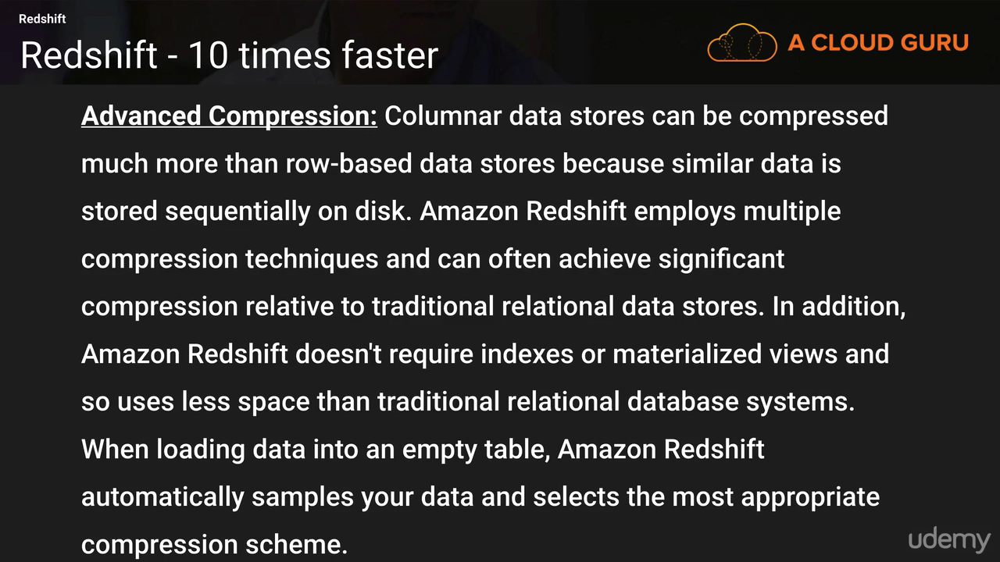 Redshift
Redshift - 10 times faster
A CLOUD GURU
Advanced Compression: Columnar data stores can be compressed
much more than row-based data stores because similar data is
stored sequentially on disk. Amazon Redshift employs multiple
compression techniques and can often achieve significant
compression relative to traditional relational data stores. In addition,
Amazon Redshift doesn't require indexes or materialized views and
so uses less space than traditional relational database systems.
When loading data into an empty table, Amazon Redshift
automatically samples your data and selects the most appropriate
compression scheme.
udemy